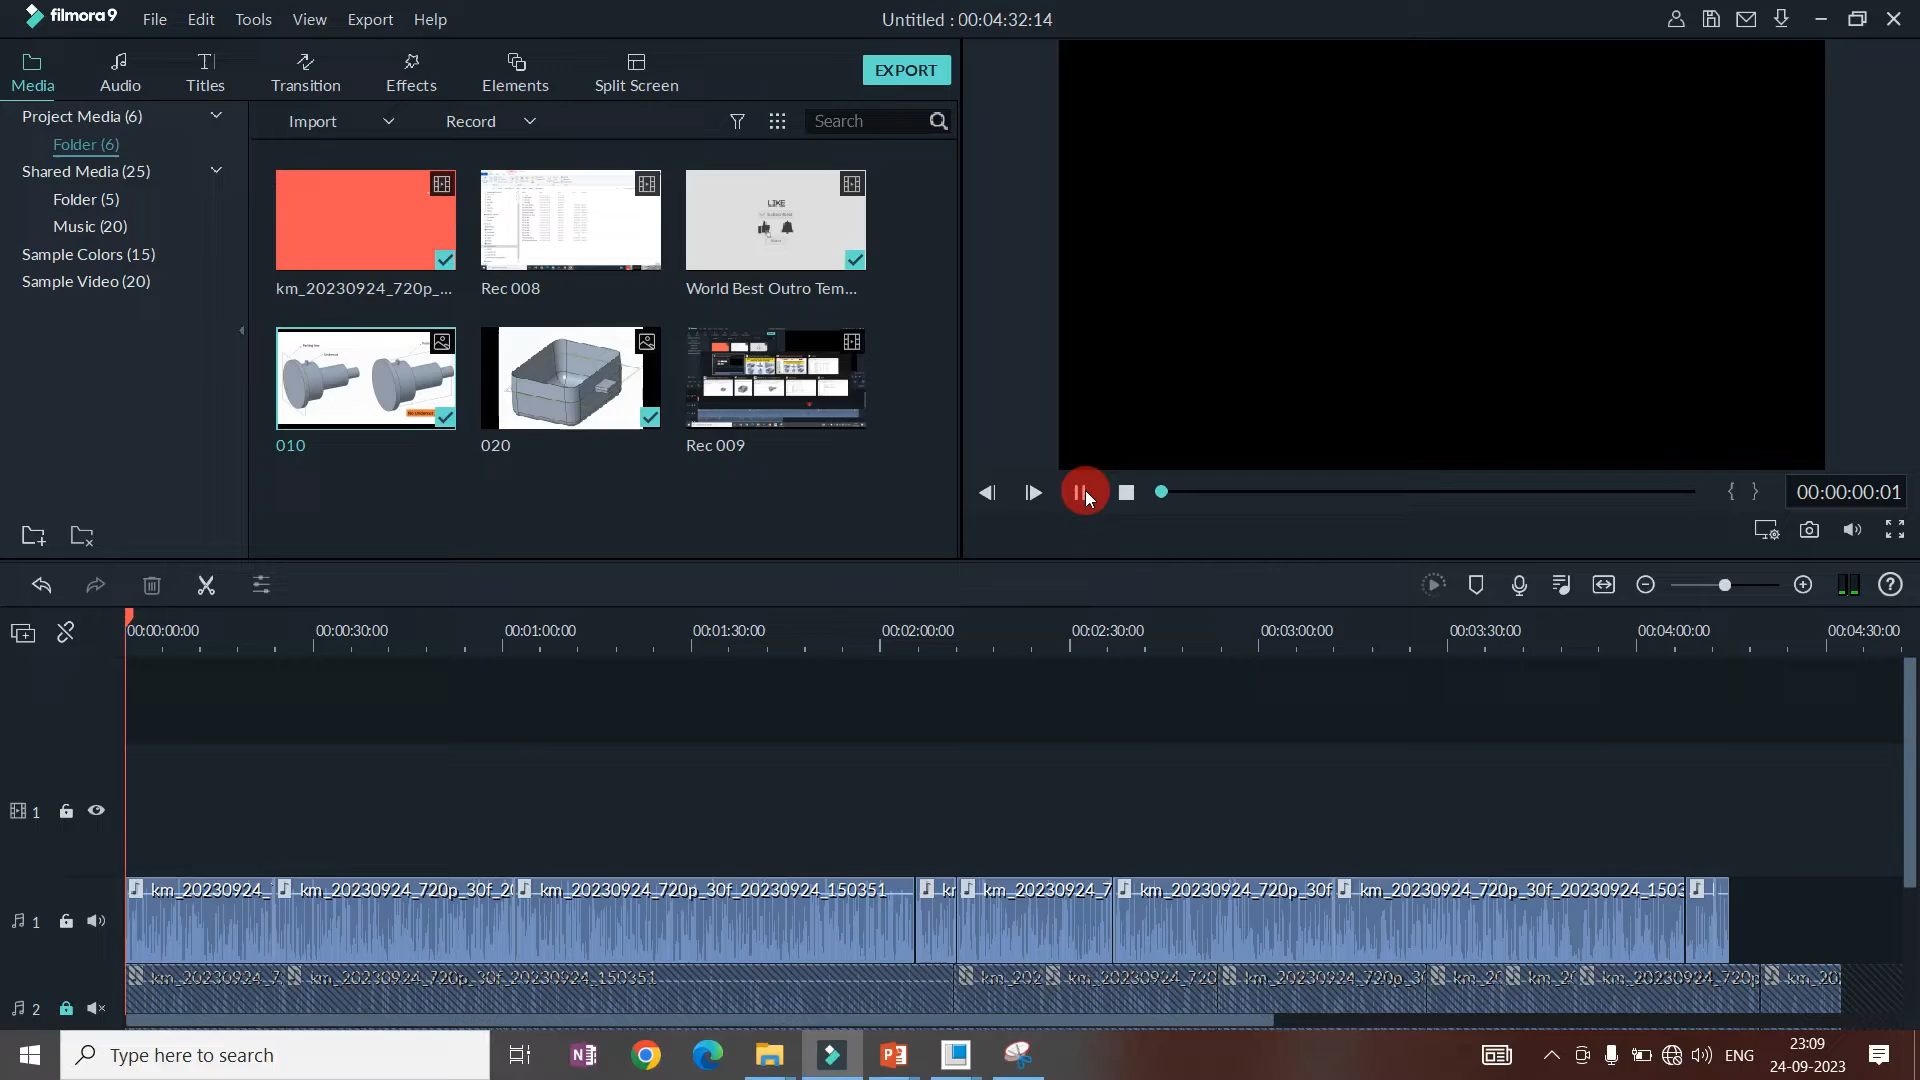 filmora9 File Edit Tools View Export Help Untitled : 00:04:32:14
Media Audio Titles Transition Effects Elements Split Screen EXPORT
Project Media (6)
Folder (6)
Shared Media (25)
Folder (5)
Music (20)
Sample Colors (15)
Sample Video (20)
Import Record Search
km_20230924_720p_... Rec 008 World Best Outro Tem...
LIKE
010 020 Rec 009
00:00:00:01
00:00:00:00 00:00:30:00 00:01:00:00 00:01:30:00 00:02:00:00 00:02:30:00 00:03:00:00 00:03:30:00 00:04:00:00 00:04:30:00
1
1 km_20230924_ km_20230924_720p_30f_2 km_20230924_720p_30f_20230924_150351 km_20230924_7 km_20230924_720p_30f km_20230924_720p_30f_20230924_1503
2 km_20230924_7 km_20230924_720p_30f_20230924_150351 km_202 km_20230924_720 km_20230924_720p_3 km_20 km_2 km_20230924_720p km_20
Type here to search ENG 23:09
24-09-2023